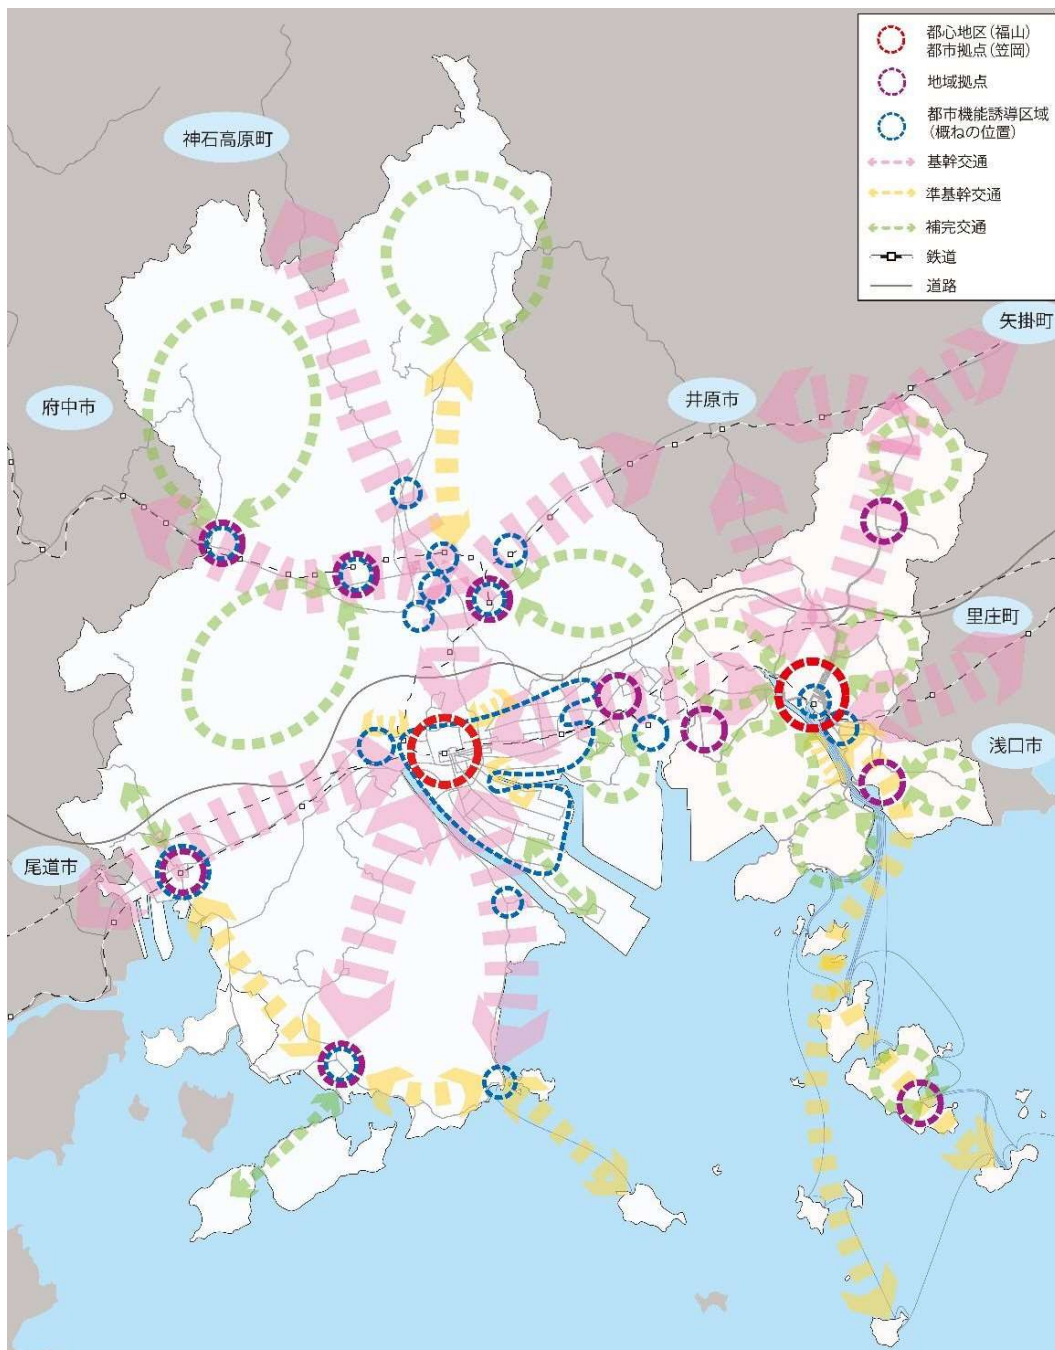 都心地区(福山)
都市拠点(笠岡)
地域拠点
都市機能誘導区域
(概ねの位置)
基幹交通
準基幹交通
補完交通
鉄道
道路
神石高原町
矢掛町
府中市
井原市
里庄町
浅口市
尾道市